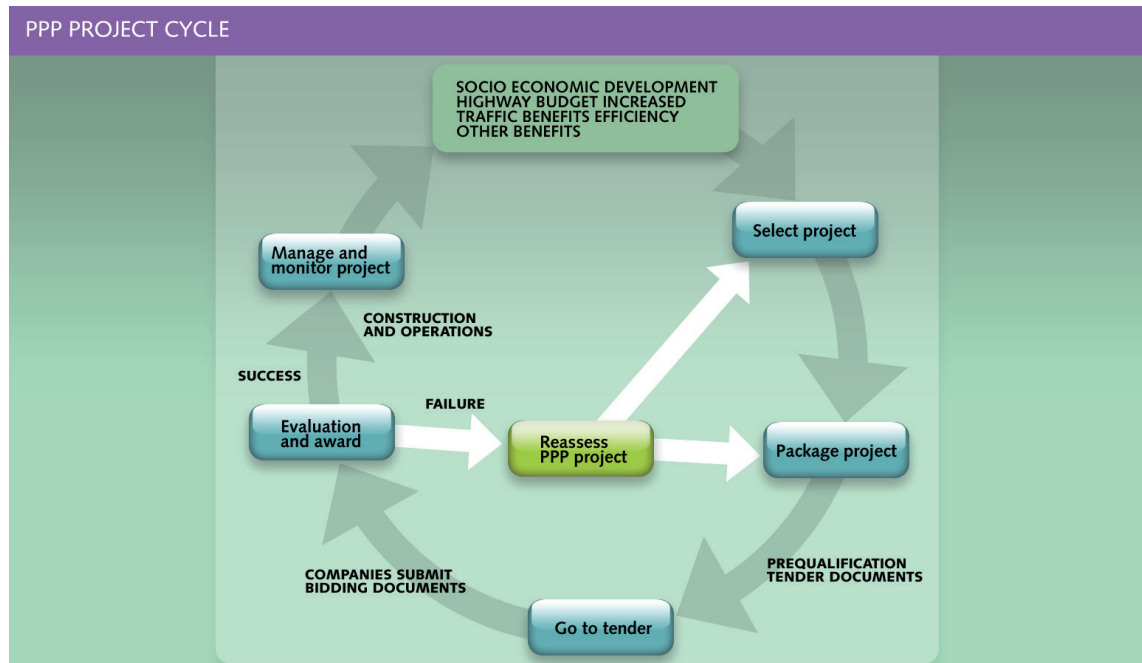 PPP PROJECT CYCLE
SOCIO ECONOMIC DEVELOPMENT
HIGHWAY BUDGET INCREASED
TRAFFIC BENEFITS EFFICIENCY
OTHER BENEFITS
Select project
Manage and
monitor project
CONSTRUCTION
AND OPERATIONS
SUCCESS
FAILURE
Evaluation
and award
Reassess
PPP project
Package project
PREQUALIFICATION
TENDER DOCUMENTS
COMPANIES SUBMIT
BIDDING DOCUMENTS
Go to tender